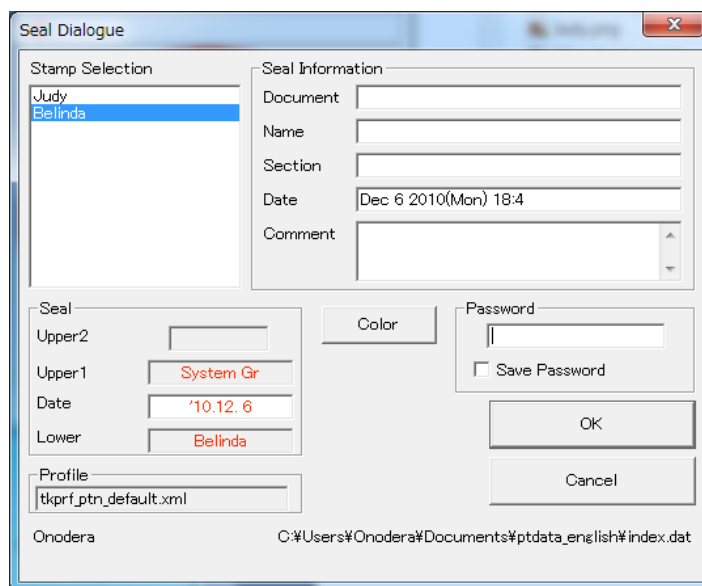 Seal Dialogue
Stamp Selection
Judy
Belinda
Seal Information
Document
Name
Section
Date
Dec 6 2010(Mon) 18:4
Comment
Seal
Upper2
Upper1
System Gr
Date
'10.12. 6
Lower
Belinda
Color
Password
Save Password
OK
Cancel
Profile
tkprf_ptn_default.xml
Onodera
C:¥Users¥Onodera¥Documents¥ptdata_english¥index.dat